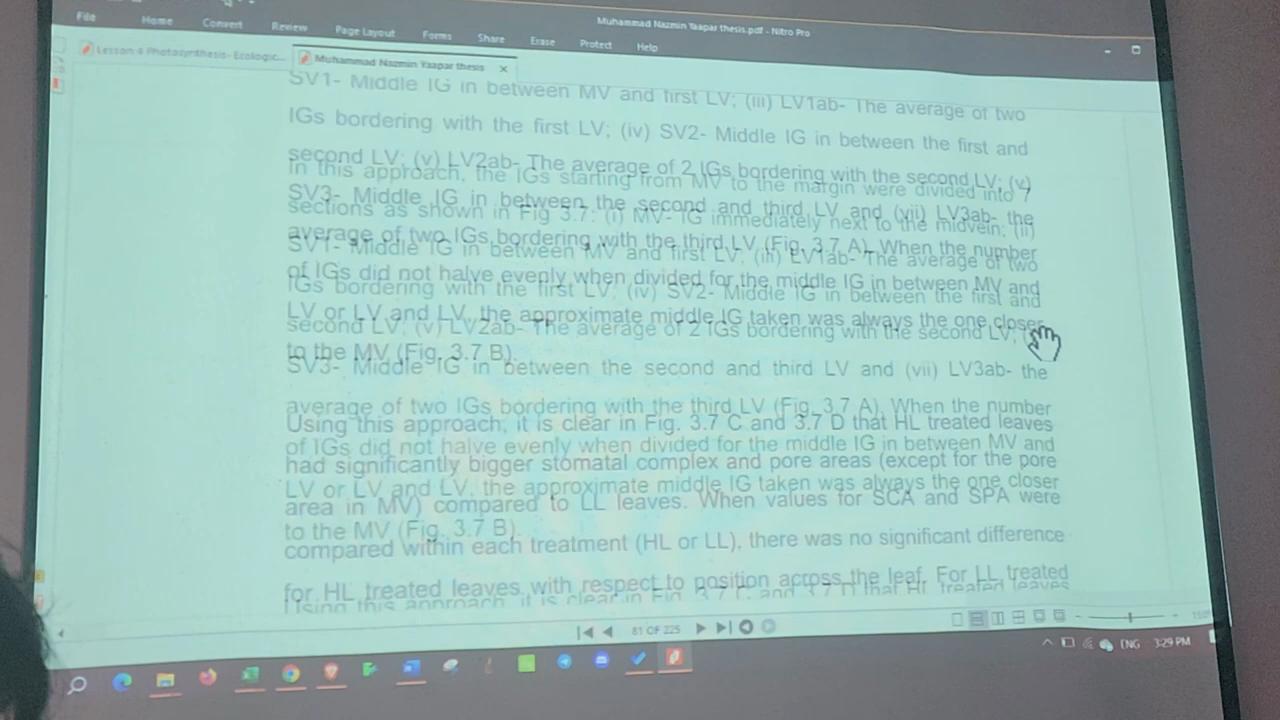 Muhammad Nazmin Yaapar thesis.pdf - Nitro Pro
File Home Convert Review Page Layout Forms Share Erase Protect Help
Lesson 4 Photosynthesis- Ecologic... Muhammad Nazmin Yaapar thesis
SV1- Middle IG in between MV and first LV; (iii) LV1ab- The average of two
IGs bordering with the first LV; (iv) SV2- Middle IG in between the first and
second LV; (v) LV2ab- The average of 2 IGs bordering with the second LV; (v)
In this approach, the IGs starting from MV to the margin were divided into 7
SV3- Middle IG in between the second and third LV and (vii) LV3ab- the
sections as shown in Fig 3.7: (i) MV- IG immediately next to the midvein; (ii)
average of two IGs bordering with the third LV (Fig. 3.7 A). When the number
SV1- Middle IG in between MV and first LV; (iii) LV1ab- The average of two
of IGs did not halve evenly when divided for the middle IG in between MV and
IGs bordering with the first LV; (iv) SV2- Middle IG in between the first and
LV or LV and LV, the approximate middle IG taken was always the one closer
second LV; (v) LV2ab- The average of 2 IGs bordering with the second LV;
to the MV (Fig. 3.7 B).
SV3- Middle IG in between the second and third LV and (vii) LV3ab- the
average of two IGs bordering with the third LV (Fig. 3.7 A). When the number
Using this approach, it is clear in Fig. 3.7 C and 3.7 D that HL treated leaves
of IGs did not halve evenly when divided for the middle IG in between MV and
had significantly bigger stomatal complex and pore areas (except for the pore
LV or LV and LV, the approximate middle IG taken was always the one closer
area in MV) compared to LL leaves. When values for SCA and SPA were
to the MV (Fig. 3.7 B).
compared within each treatment (HL or LL), there was no significant difference
for HL treated leaves with respect to position across the leaf. For LL treated
Using this approach, it is clear in Fig. 3.7 C and 3.7 D that HL treated leaves
81 OF 225
ENG 3:29 PM